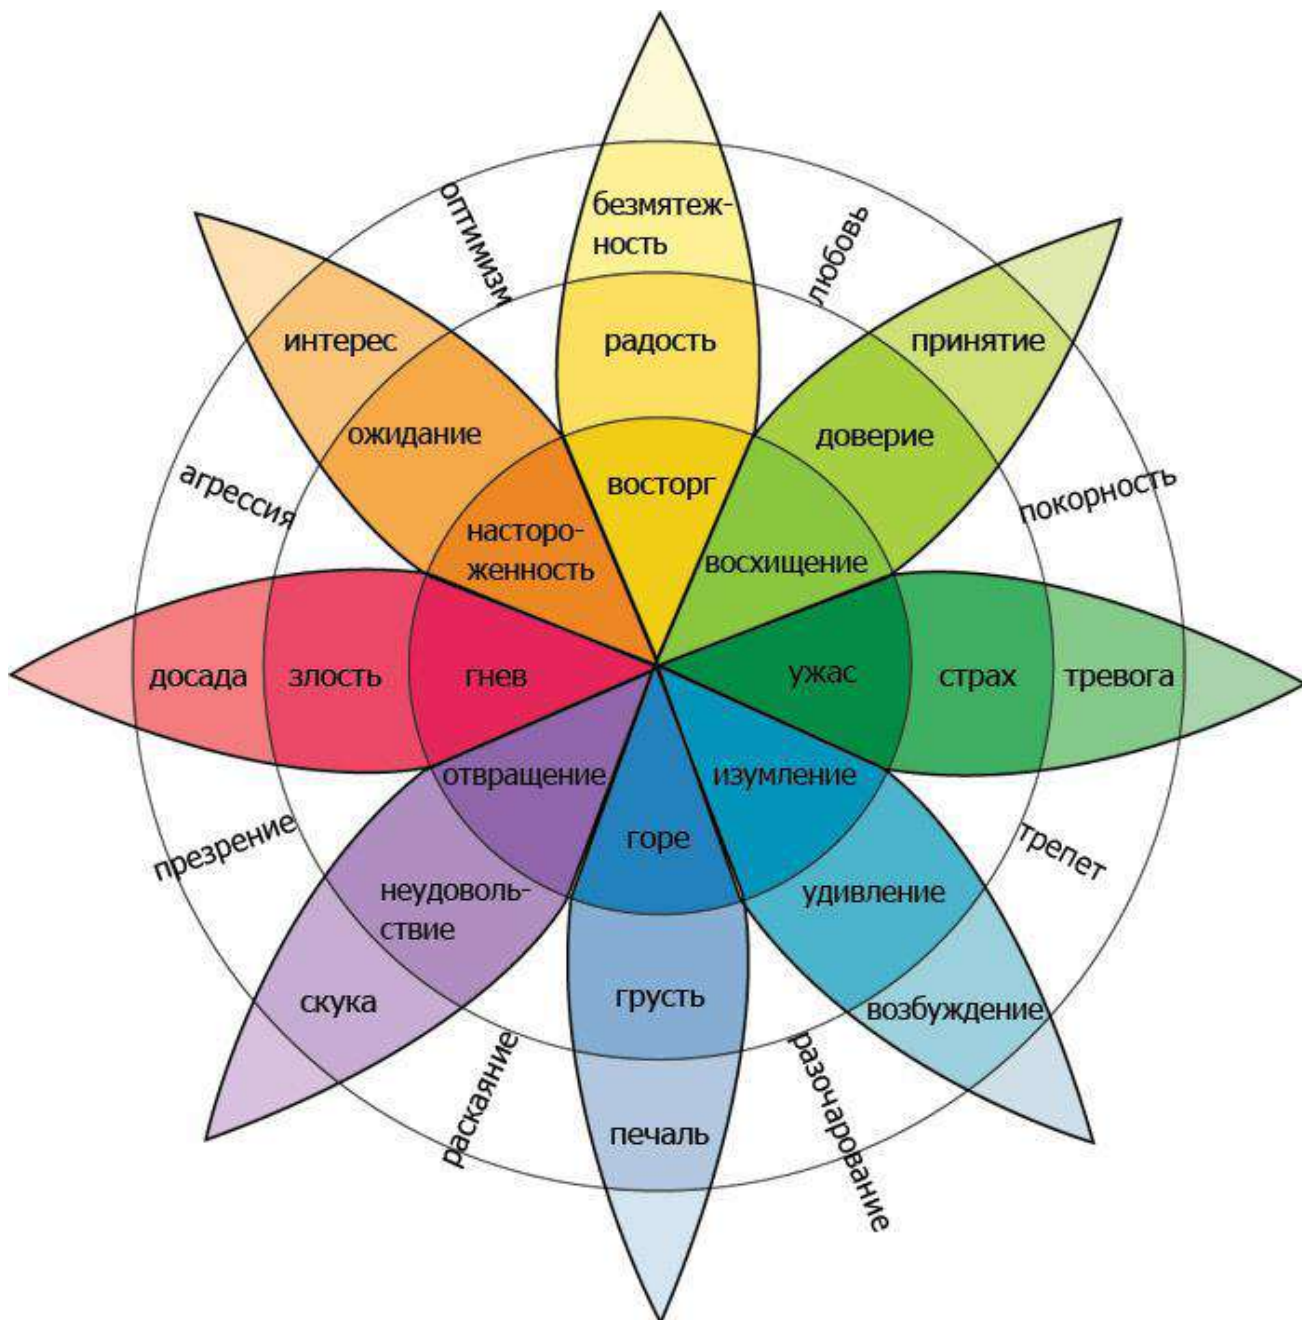 оптимизм
безмятеж-
ность
любовь
интерес
радость
принятие
ожидание
доверие
агрессия
восторг
покорность
насторо-
женность
восхищение
досада
злость
гнев
ужас
страх
тревога
отвращение
изумление
презрение
горе
трепет
неудоволь-
ствие
удивление
скука
грусть
возбуждение
раскаяние
печаль
разочарование